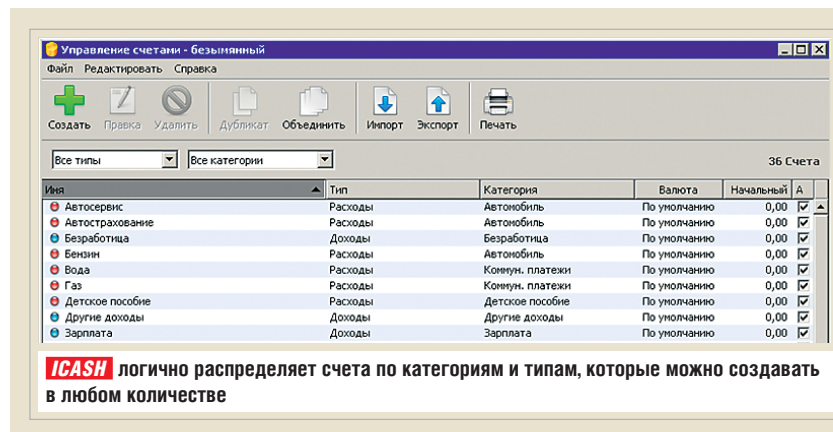 Управление счетами - безымянный
Файл Редактировать Справка
Создать Правка Удалить Дубликат Объединить Импорт Экспорт Печать
Все типы Все категории 36 Счета
Имя Тип Категория Валюта Начальный А
Автосервис Расходы Автомобиль По умолчанию 0,00
Автострахование Расходы Автомобиль По умолчанию 0,00
Безработица Доходы Безработица По умолчанию 0,00
Бензин Расходы Автомобиль По умолчанию 0,00
Вода Расходы Коммун. платежи По умолчанию 0,00
Газ Расходы Коммун. платежи По умолчанию 0,00
Детское пособие Расходы Детское пособие По умолчанию 0,00
Другие доходы Доходы Другие доходы По умолчанию 0,00
Зарплата Доходы Зарплата По умолчанию 0,00
ICASH логично распределяет счета по категориям и типам, которые можно создавать
в любом количестве